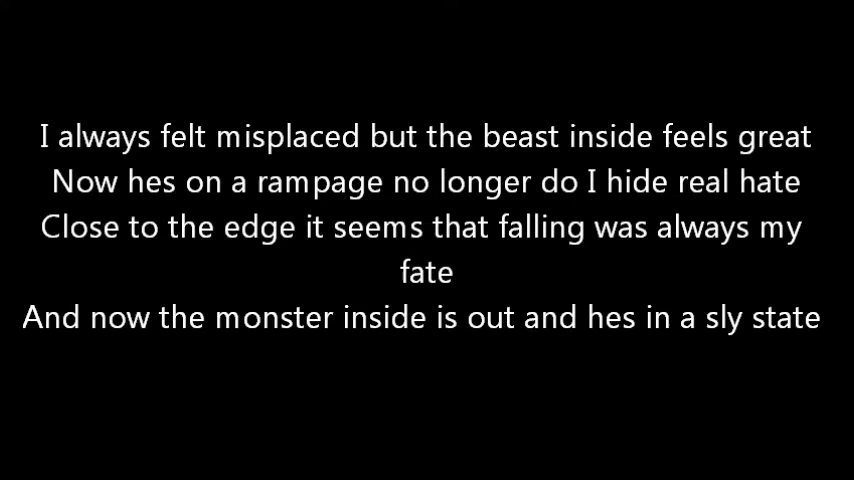 I always felt misplaced but the beast inside feels great
Now hes on a rampage no longer do I hide real hate
Close to the edge it seems that falling was always my
fate
And now the monster inside is out and hes in a sly state